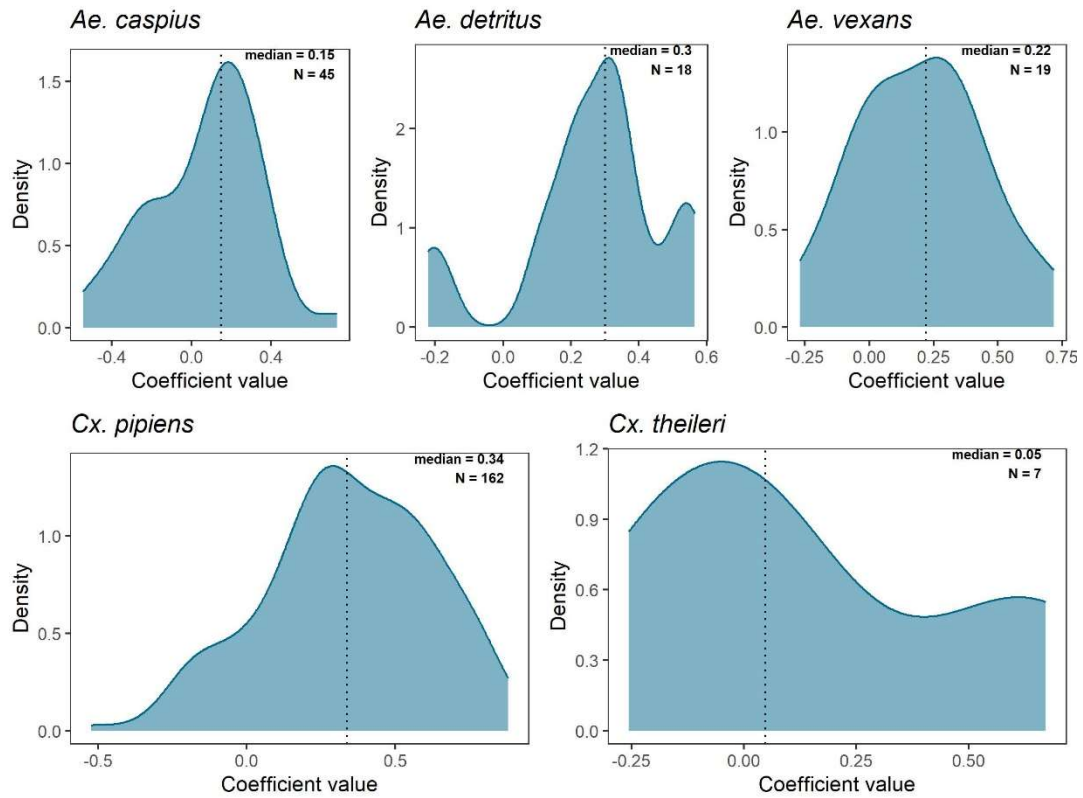 Ae. caspius
median = 0.15
N = 45
1.5
1.0
0.5
0.0
Density
-0.4
0.0
0.4
Coefficient value
Ae. detritus
median = 0.3
N = 18
2
1
0
Density
-0.2
0.0
0.2
0.4
0.6
Coefficient value
Ae. vexans
median = 0.22
N = 19
1.0
0.5
0.0
Density
-0.25
0.00
0.25
0.50
0.75
Coefficient value
Cx. pipiens
median = 0.34
N = 162
1.0
0.5
0.0
Density
-0.5
0.0
0.5
Coefficient value
Cx. theileri
median = 0.05
N = 7
1.2
0.9
0.6
0.3
0.0
Density
-0.25
0.00
0.25
0.50
Coefficient value